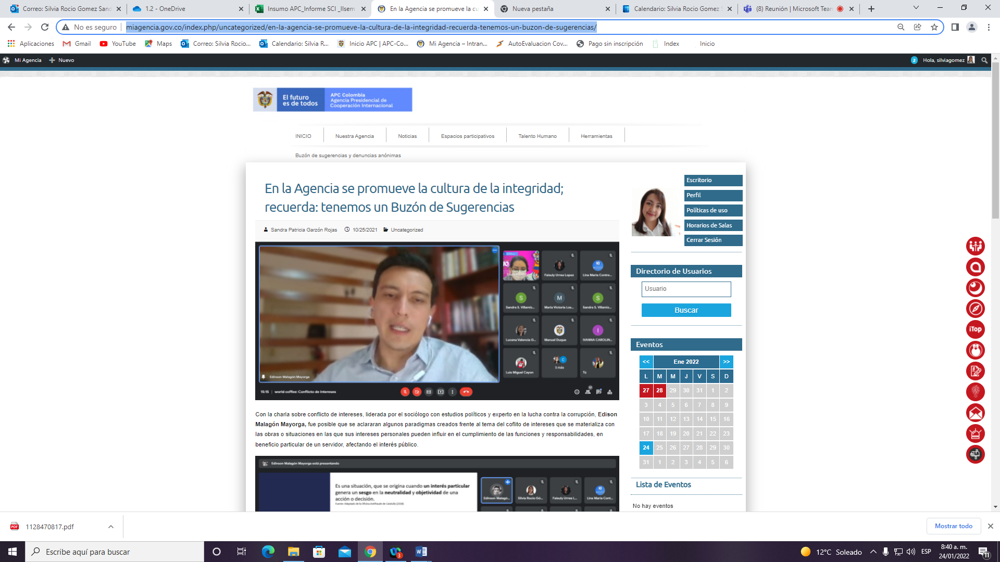 Correo: Silvia Rocio Gomez Sand
1.2 - OneDrive
Insumo APC_Informe SCI _IIsem
En la Agencia se promueve la cu
Nueva pestaña
Calendario: Silvia Rocio Gomez S
(8) Reunión | Microsoft Team
No es seguro
miagencia.gov.co/index.php/uncategorized/en-la-agencia-se-promueve-la-cultura-de-la-integridad-recuerda-tenemos-un-buzon-de-sugerencias/
Aplicaciones
Gmail
YouTube
Maps
Correo: Silvia Rocio...
Calendario: Silvia R...
Inicio APC | APC-Co...
Mi Agencia – Intran...
AutoEvaluacion Cov...
Pago sin inscripción
Index
Inicio
Mi Agencia
Nuevo
2
Hola, silviagomez
El futuro
es de todos
APC Colombia
Agencia Presidencial de
Cooperación Internacional
INICIO
Nuestra Agencia
Noticias
Espacios participativos
Talento Humano
Herramientas
Buzón de sugerencias y denuncias anónimas
En la Agencia se promueve la cultura de la integridad;
recuerda: tenemos un Buzón de Sugerencias
Sandra Patricia Garzón Rojas
10/25/2021
Uncategorized
Faisuly Urrea Lopez
Lina Maria Contre...
S
Sandra S. Villamiz...
M
Maria Victoria Los...
S
Sandra S. Villamiz...
Lucena Valencia G...
Manuel Duque
I
IVANNA CAROLIN...
Luis Miguel Cayon
C
5 más
Tú
Edinson Malagón Mayorga
15:15 | world coffee: Conflicto de Intereses
Con la charla sobre conflicto de intereses, liderada por el sociólogo con estudios políticos y experto en la lucha contra la corrupción, Edison
Malagón Mayorga, fue posible que se aclararan algunos paradigmas creados frente al tema del coflito de intereses que se materializa con
las obras o situaciones en las que sus intereses personales pueden influir en el cumplimiento de las funciones y responsabilidades, en
beneficio particular de un servidor, afectando el interés público.
Edinson Malagón Mayorga está presentando
Es una situación, que se origina cuando un interés particular
genera un sesgo en la neutralidad y objetividad de una
acción o decisión.
Fuente: Adaptado de la Oficina Antifraude de Cataluña (2018)
Edinson Malagó...
Silvia Rocio Gó...
Faisuly Urrea L...
Lina Maria Cont...
Escritorio
Perfil
Políticas de uso
Horarios de Salas
Cerrar Sesión
Directorio de Usuarios
Usuario
Buscar
Eventos
<< Ene 2022 >>
L M M J V S D
27 28 29 30 31 1 2
3 4 5 6 7 8 9
10 11 12 13 14 15 16
17 18 19 20 21 22 23
24 25 26 27 28 29 30
31 1 2 3 4 5 6
Lista de Eventos
No hay eventos
iTop
PDF
1128470817.pdf
Mostrar todo
Escribe aquí para buscar
3
12°C Soleado
ESP
8:40 a. m.
24/01/2022
11